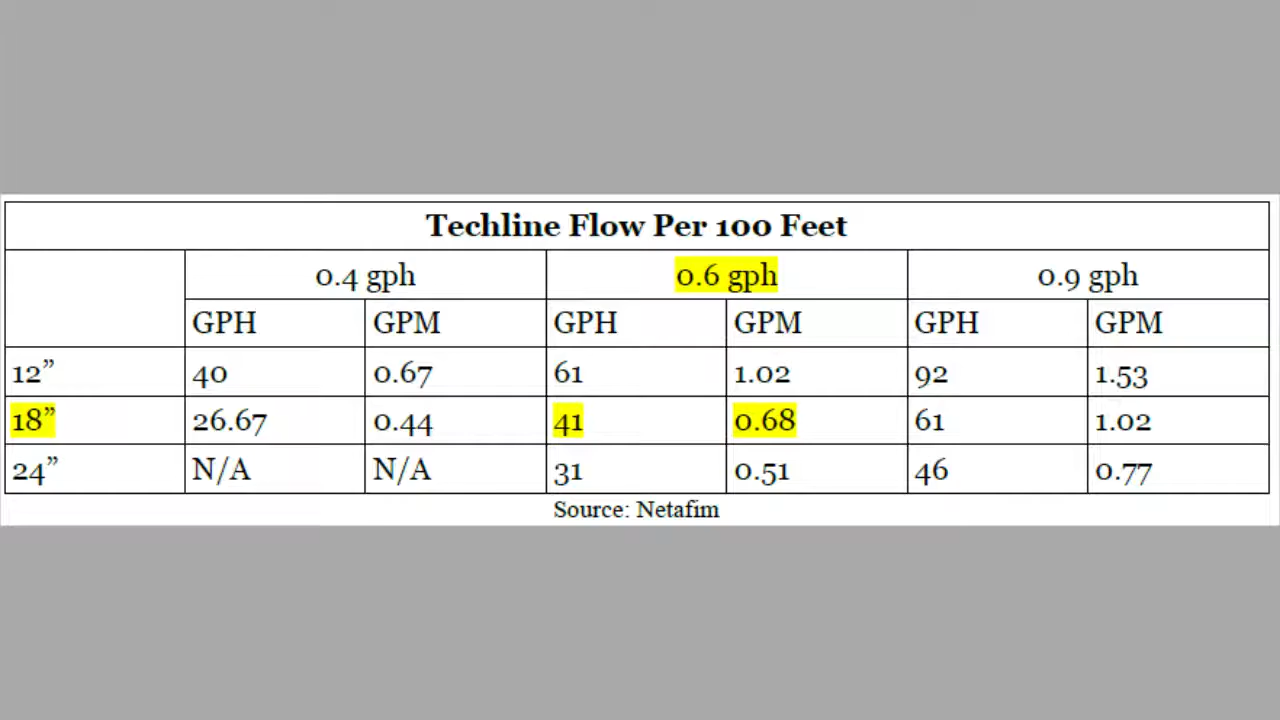 Techline Flow Per 100 Feet
0.4 gph 0.6 gph 0.9 gph
GPH GPM GPH GPM GPH GPM
12” 40 0.67 61 1.02 92 1.53
18” 26.67 0.44 41 0.68 61 1.02
24” N/A N/A 31 0.51 46 0.77
Source: Netafim